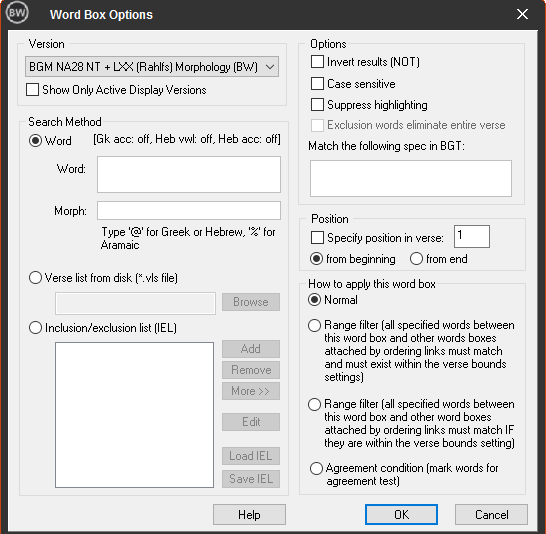 BW Word Box Options
Version
BGM NA28 NT + LXX (Rahlfs) Morphology (BW)
Show Only Active Display Versions
Search Method
Word [Gk acc: off, Heb vwl: off, Heb acc: off]
Word:
Morph:
Type '@' for Greek or Hebrew, '%' for
Aramaic
Verse list from disk (*.vls file)
Browse
Inclusion/exclusion list (IEL)
Add
Remove
More >>
Edit
Load IEL
Save IEL
Options
Invert results (NOT)
Case sensitive
Suppress highlighting
Exclusion words eliminate entire verse
Match the following spec in BGT:
Position
Specify position in verse: 1
from beginning from end
How to apply this word box
Normal
Range filter (all specified words between
this word box and other words boxes
attached by ordering links must match
and must exist within the verse bounds
settings)
Range filter (all specified words between
this word box and other word boxes
attached by ordering links must match IF
they are within the verse bounds setting)
Agreement condition (mark words for
agreement test)
Help OK Cancel